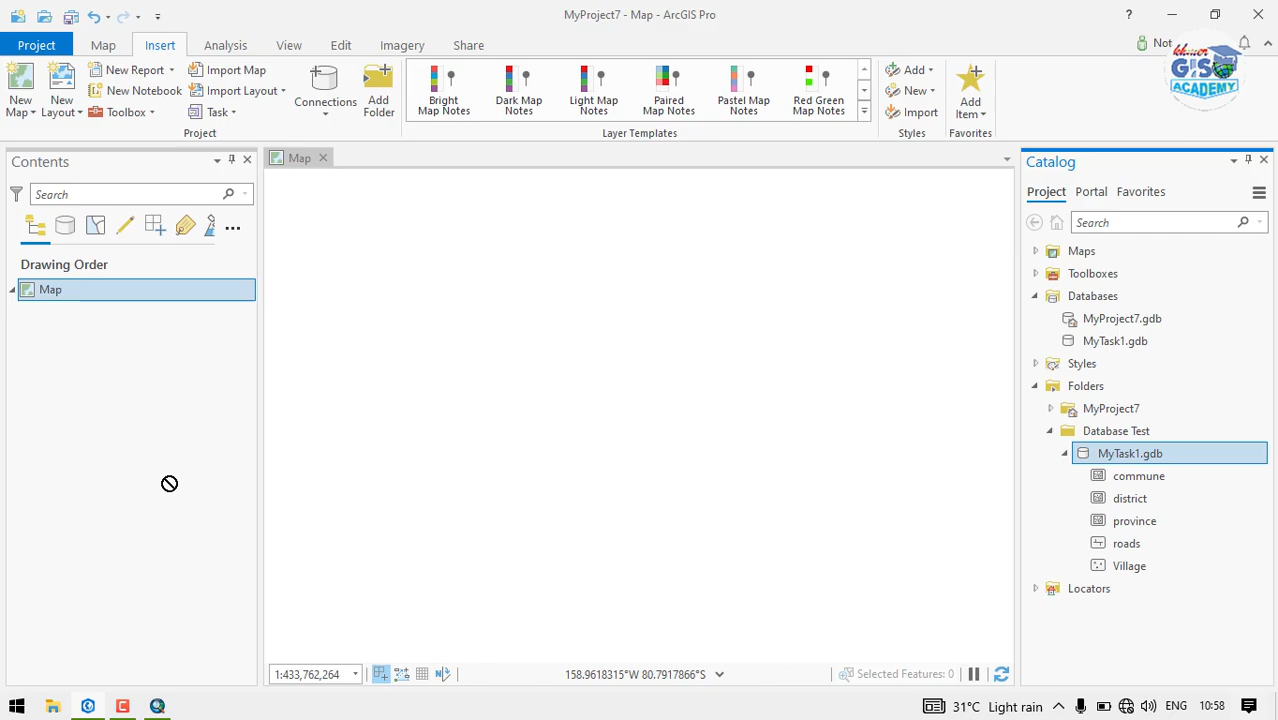 MyProject7 - Map - ArcGIS Pro
?
Project
Map
Insert
Analysis
View
Edit
Imagery
Share
Not
khmer
GIS
ACADEMY
New Map
New Layout
New Report
New Notebook
Toolbox
Import Map
Import Layout
Task
Connections
Add Folder
Project
Bright Map Notes
Dark Map Notes
Light Map Notes
Paired Map Notes
Pastel Map Notes
Red Green Map Notes
Layer Templates
Add
New
Import
Styles
Add Item
Favorites
Contents
Search
Drawing Order
Map
Map
1:433,762,264
158.9618315°W 80.7917866°S
Selected Features: 0
Catalog
Project
Portal
Favorites
Search
Maps
Toolboxes
Databases
MyProject7.gdb
MyTask1.gdb
Styles
Folders
MyProject7
Database Test
MyTask1.gdb
commune
district
province
roads
Village
Locators
31°C Light rain
ENG
10:58